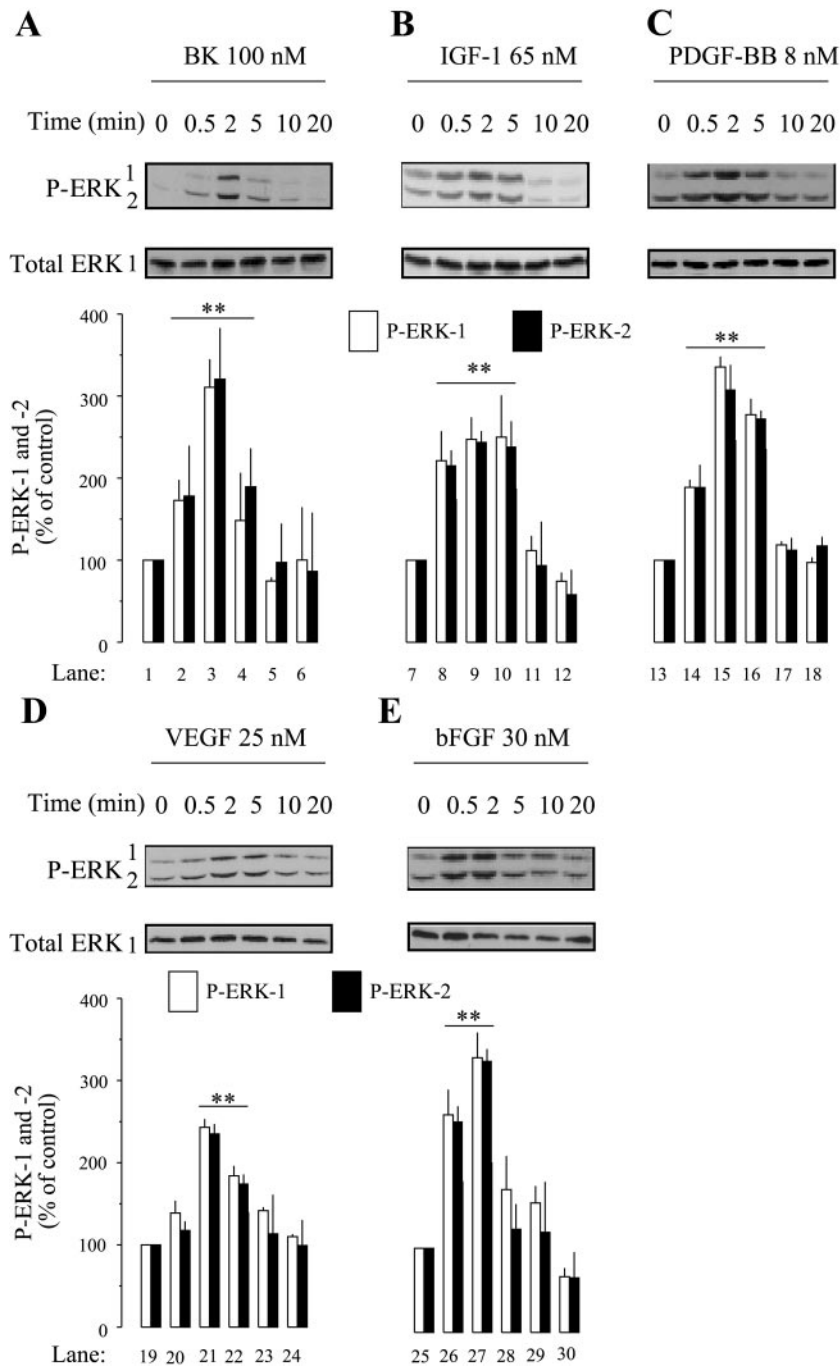 A
B
C
BK 100 nM
IGF-1 65 nM
PDGF-BB 8 nM
Time (min) 0 0.5 2 5 10 20
0 0.5 2 5 10 20
0 0.5 2 5 10 20
P-ERK 1
2
Total ERK 1
400
300
200
100
0
P-ERK-1 and -2
(% of control)
**
**
**
P-ERK-1
P-ERK-2
Lane: 1 2 3 4 5 6
7 8 9 10 11 12
13 14 15 16 17 18
D
E
VEGF 25 nM
bFGF 30 nM
Time (min) 0 0.5 2 5 10 20
0 0.5 2 5 10 20
P-ERK 1
2
Total ERK 1
P-ERK-1
P-ERK-2
400
300
200
100
0
P-ERK-1 and -2
(% of control)
**
**
Lane: 19 20 21 22 23 24
25 26 27 28 29 30